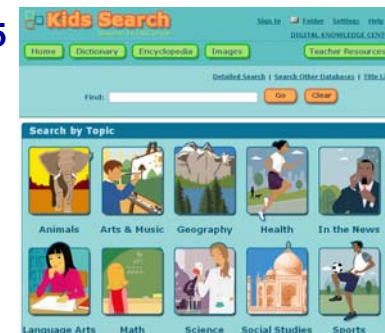 5
Kids Search
Sign In Folder Settings Help
DIGITAL KNOWLEDGE CENT
Home Dictionary Encyclopedia Images Teacher Resources
Detailed Search | Search Other Databases | Title Li
Find: Go Clear
Search by Topic
Animals Arts & Music Geography Health In the News
Language Arts Math Science Social Studies Sports